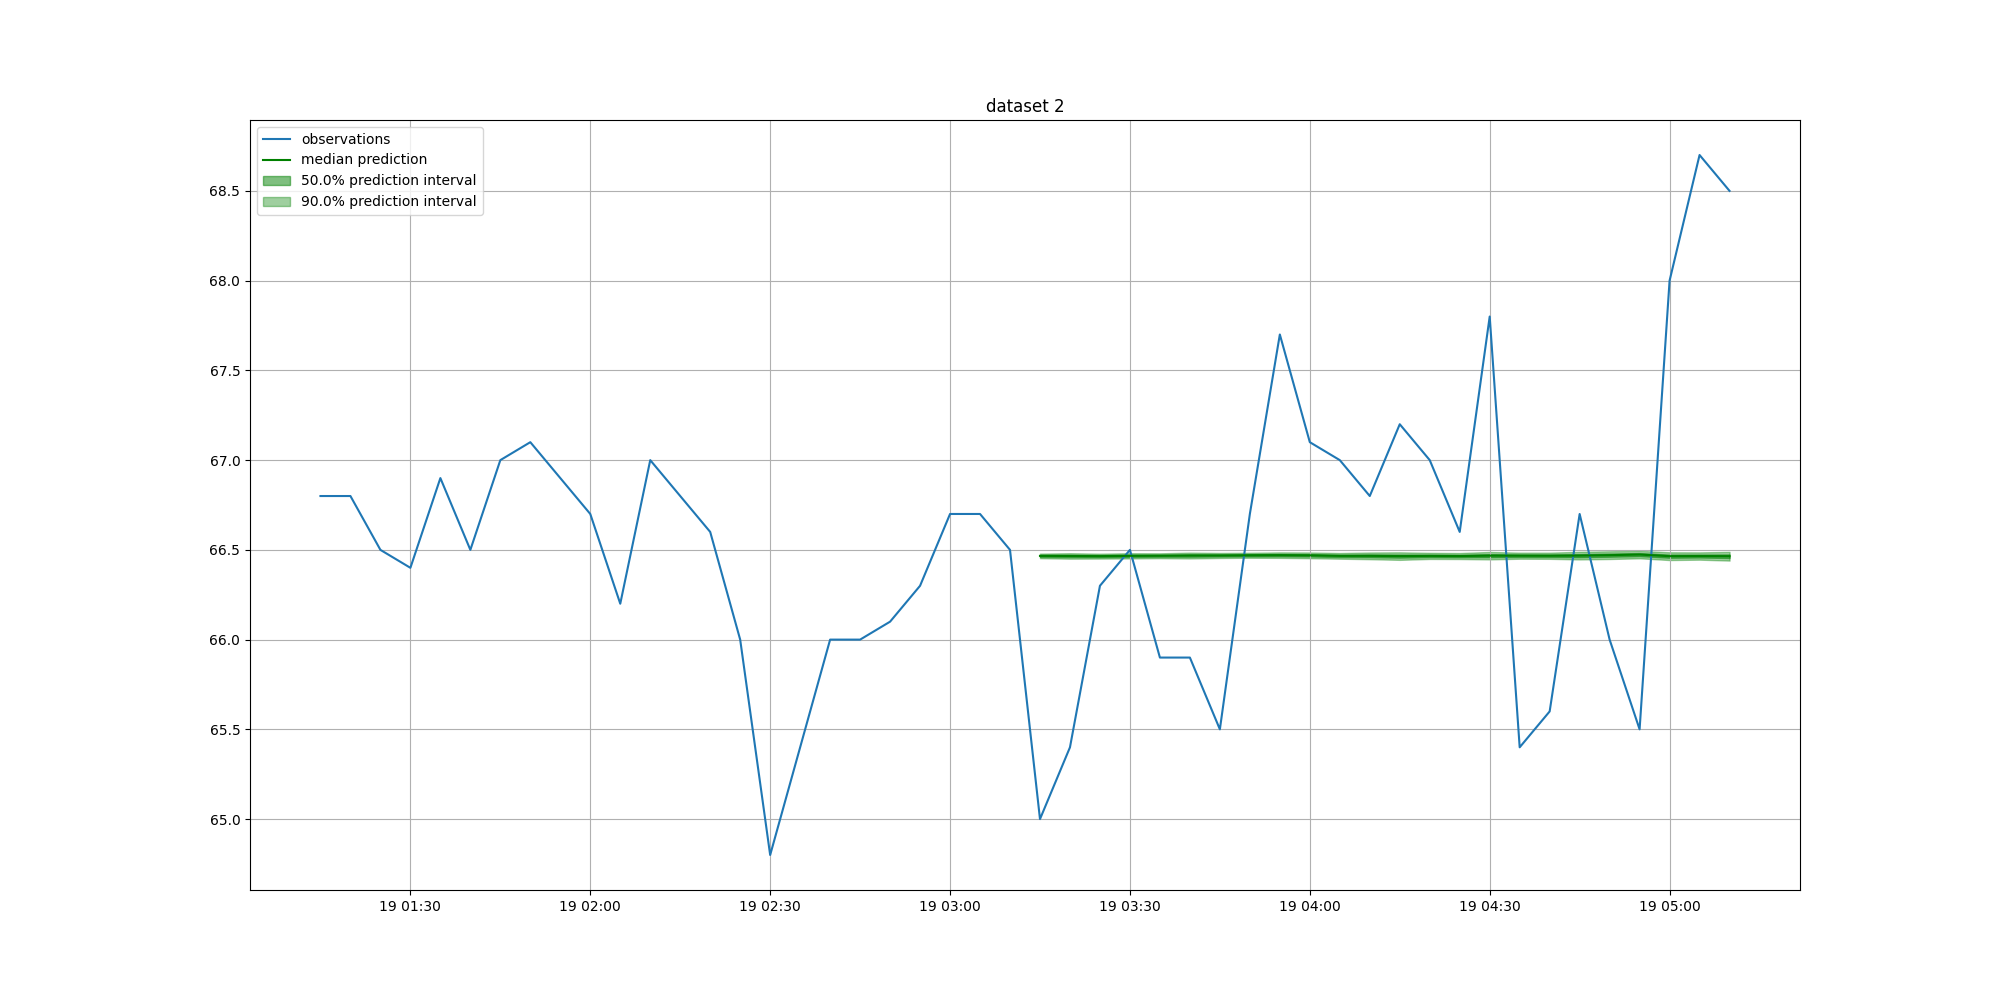 dataset 2
observations
median prediction
50.0% prediction interval
90.0% prediction interval
68.5
68.0
67.5
67.0
66.5
66.0
65.5
65.0
19 01:30 19 02:00 19 02:30 19 03:00 19 03:30 19 04:00 19 04:30 19 05:00